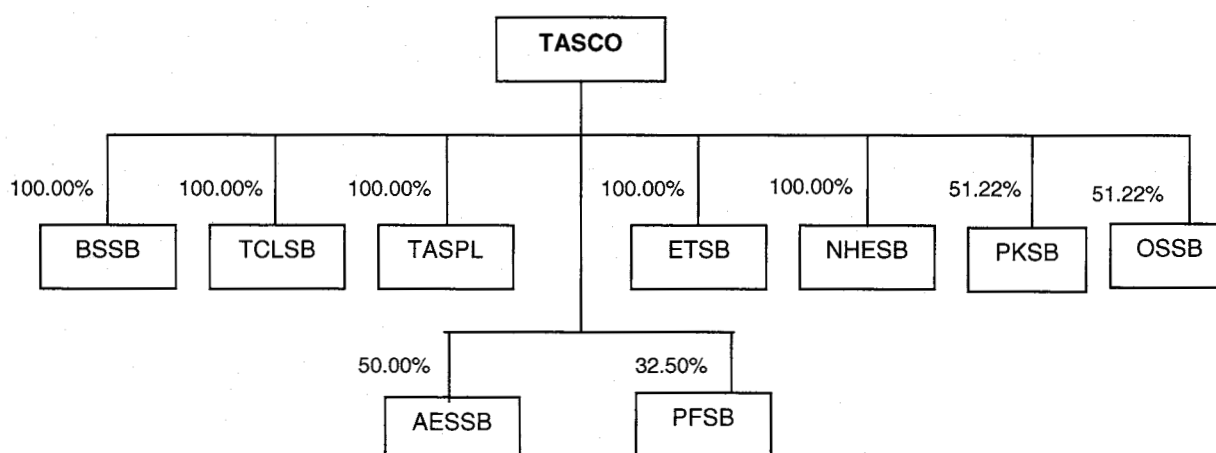 TASCO
100.00% 100.00% 100.00% 100.00% 100.00% 51.22% 51.22%
BSSB TCLSB TASPL ETSB NHESB PKSB OSSB
50.00% 32.50%
AESSB PFSB